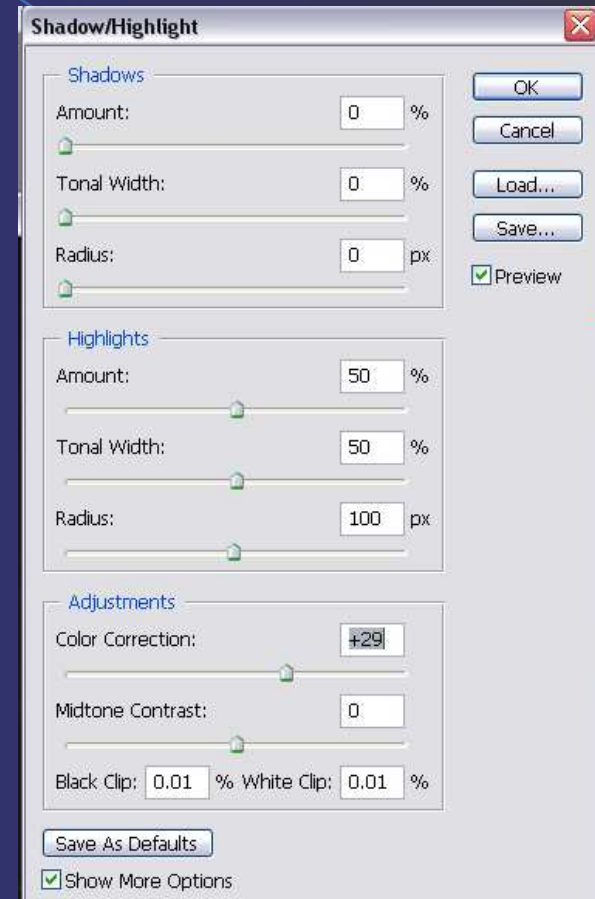 Shadow/Highlight
Shadows
Amount: 0 %
Tonal Width: 0 %
Radius: 0 px
OK
Cancel
Load...
Save...
Preview
Highlights
Amount: 50 %
Tonal Width: 50 %
Radius: 100 px
Adjustments
Color Correction: +29
Midtone Contrast: 0
Black Clip: 0.01 % White Clip: 0.01 %
Save As Defaults
Show More Options